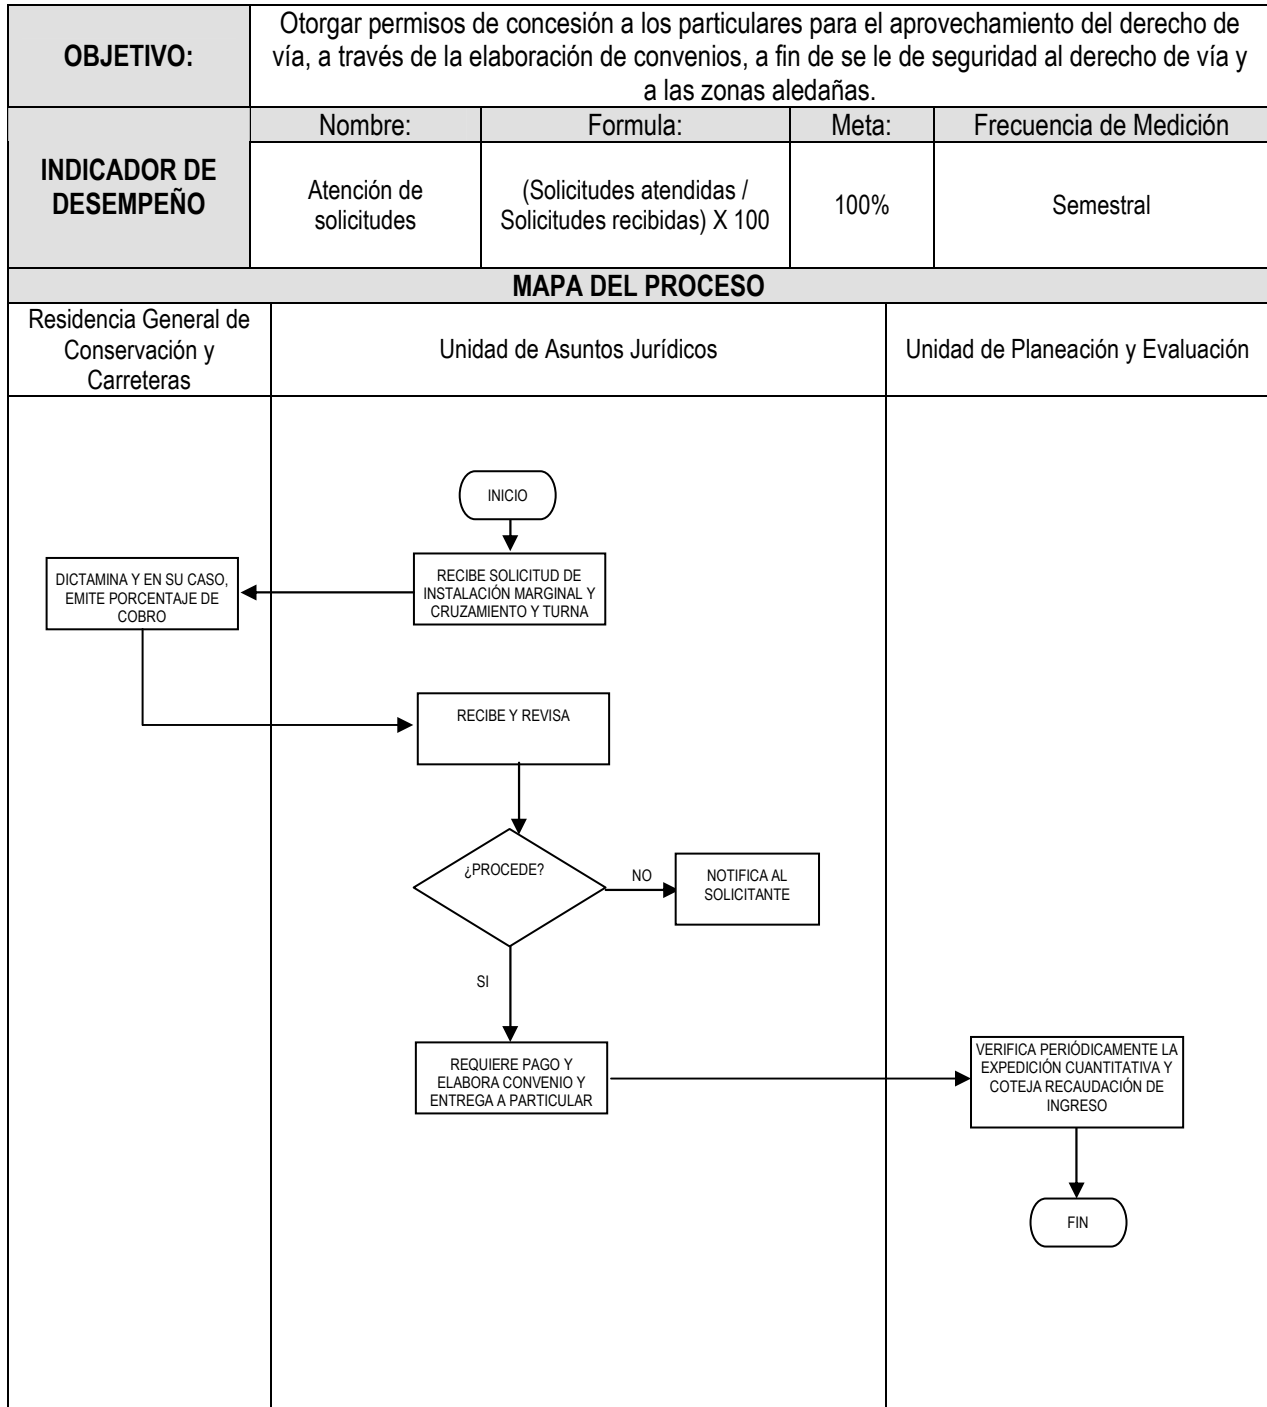 OBJETIVO:
Otorgar permisos de concesión a los particulares para el aprovechamiento del derecho de
vía, a través de la elaboración de convenios, a fin de se le de seguridad al derecho de vía y
a las zonas aledañas.
INDICADOR DE
DESEMPEÑO
Nombre:
Formula:
Meta:
Frecuencia de Medición
Atención de
solicitudes
(Solicitudes atendidas /
Solicitudes recibidas) X 100
100%
Semestral
MAPA DEL PROCESO
Residencia General de
Conservación y
Carreteras
Unidad de Asuntos Jurídicos
Unidad de Planeación y Evaluación
INICIO
RECIBE SOLICITUD DE
INSTALACIÓN MARGINAL Y
CRUZAMIENTO Y TURNA
DICTAMINA Y EN SU CASO,
EMITE PORCENTAJE DE
COBRO
RECIBE Y REVISA
¿PROCEDE?
NO
NOTIFICA AL
SOLICITANTE
SI
REQUIERE PAGO Y
ELABORA CONVENIO Y
ENTREGA A PARTICULAR
VERIFICA PERIÓDICAMENTE LA
EXPEDICIÓN CUANTITATIVA Y
COTEJA RECAUDACIÓN DE
INGRESO
FIN